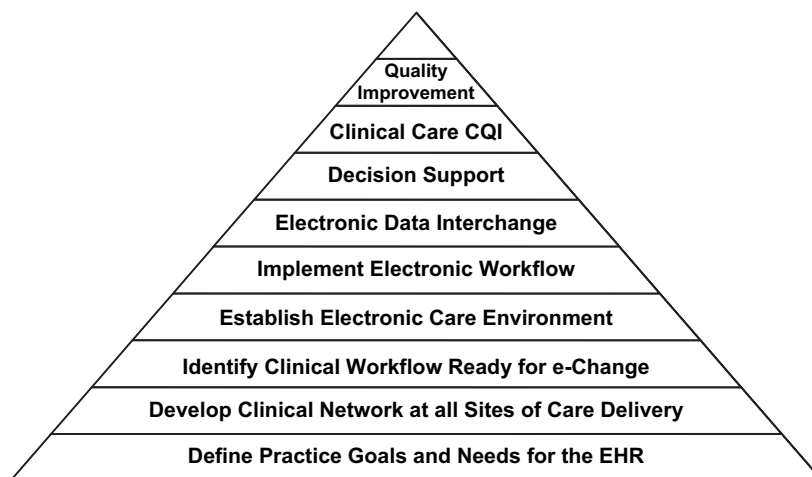 Quality
Improvement
Clinical Care CQI
Decision Support
Electronic Data Interchange
Implement Electronic Workflow
Establish Electronic Care Environment
Identify Clinical Workflow Ready for e-Change
Develop Clinical Network at all Sites of Care Delivery
Define Practice Goals and Needs for the EHR